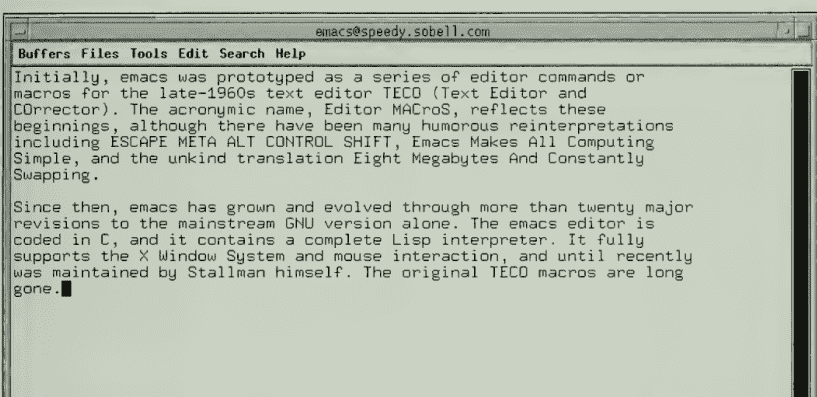 emacs@speedy.sobell.com
Buffers Files Tools Edit Search Help
Initially, emacs was prototyped as a series of editor commands or
macros for the late-1960s text editor TECO (Text Editor and
COrrector). The acronymic name, Editor MACroS, reflects these
beginnings, although there have been many humorous reinterpretations
including ESCAPE META ALT CONTROL SHIFT, Emacs Makes All Computing
Simple, and the unkind translation Eight Megabytes And Constantly
Swapping.
Since then, emacs has grown and evolved through more than twenty major
revisions to the mainstream GNU version alone. The emacs editor is
coded in C, and it contains a complete Lisp interpreter. It fully
supports the X Window System and mouse interaction, and until recently
was maintained by Stallman himself. The original TECO macros are long
gone.